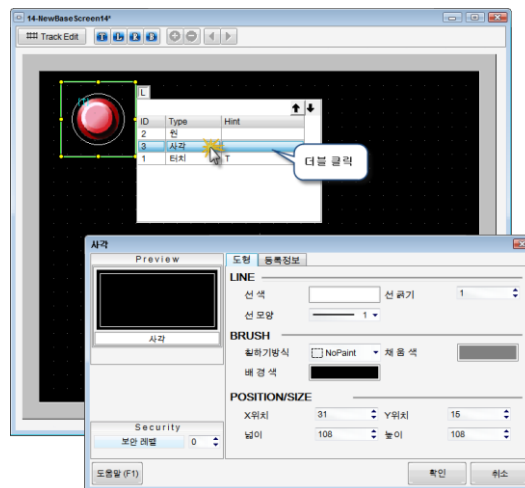 14-NewBaseScreen14*
Track Edit
T L R B
L
(T)
ID Type Hint
2 원
3 사각
1 터치 T
더블 클릭
사각
Preview
사각
Security
보안 레벨 0
도형 등록정보
LINE
선 색 선 굵기 1
선 모양 1
BRUSH
칠하기방식 NoPaint 채움색
배경색
POSITION/SIZE
X위치 31 Y위치 15
넓이 108 높이 108
도움말 (F1) 확인 취소